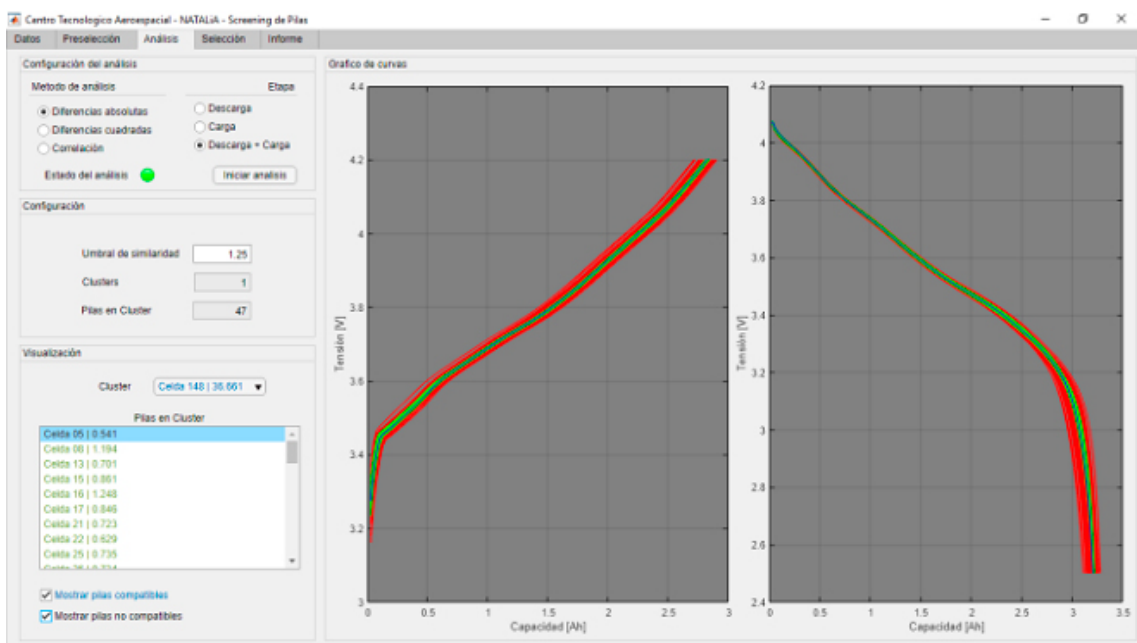 Centro Tecnologico Aeroespacial - NATALiA - Screening de Pilas
Datos Preselección Análisis Selección Informe
Configuración del análisis
Metodo de análisis
Etapa
Diferencias absolutas
Diferencias cuadradas
Correlación
Descarga
Carga
Descarga + Carga
Estado del análisis
Iniciar analisis
Configuración
Umbral de similaridad 1.25
Clusters 1
Pilas en Cluster 47
Visualización
Cluster Celda 148 | 36.661
Pilas en Cluster
Celda 05 | 0.541
Celda 08 | 1.194
Celda 13 | 0.701
Celda 15 | 0.861
Celda 16 | 1.248
Celda 17 | 0.846
Celda 21 | 0.723
Celda 22 | 0.629
Celda 25 | 0.735
Mostrar pilas compatibles
Mostrar pilas no compatibles
Grafico de curvas
4.4
4.2
4
3.8
3.6
3.4
3.2
3
Tensión [V]
0 0.5 1 1.5 2 2.5 3
Capacidad [Ah]
4.2
4
3.8
3.6
3.4
3.2
3
2.8
2.6
2.4
Tensión [V]
0 0.5 1 1.5 2 2.5 3 3.5
Capacidad [Ah]